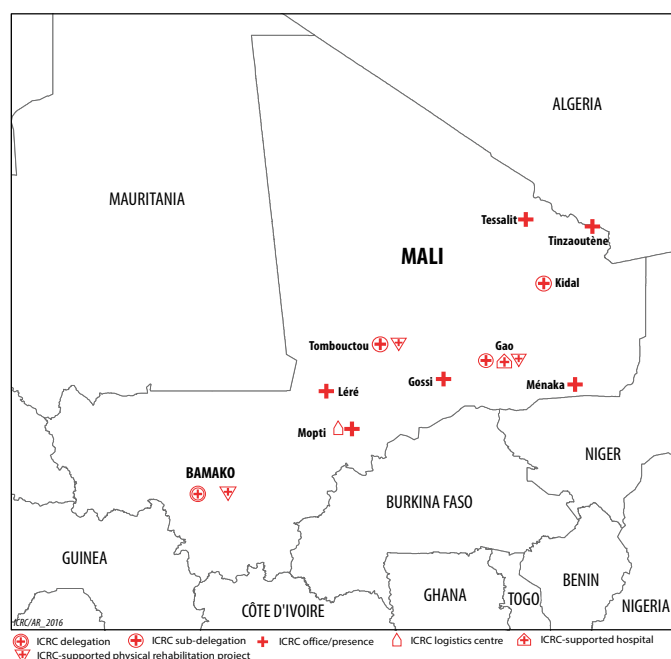 ALGERIA
MAURITANIA
Tessalit
Tinzaoutène
MALI
Kidal
Tombouctou
Gao
Gossi
Ménaka
Léré
Mopti
BAMAKO
NIGER
BURKINA FASO
GUINEA
BENIN
GHANA
TOGO
NIGERIA
CÔTE D'IVOIRE
ICRC/AR_2016
ICRC delegation ICRC sub-delegation ICRC office/presence ICRC logistics centre ICRC-supported hospital
ICRC-supported physical rehabilitation project